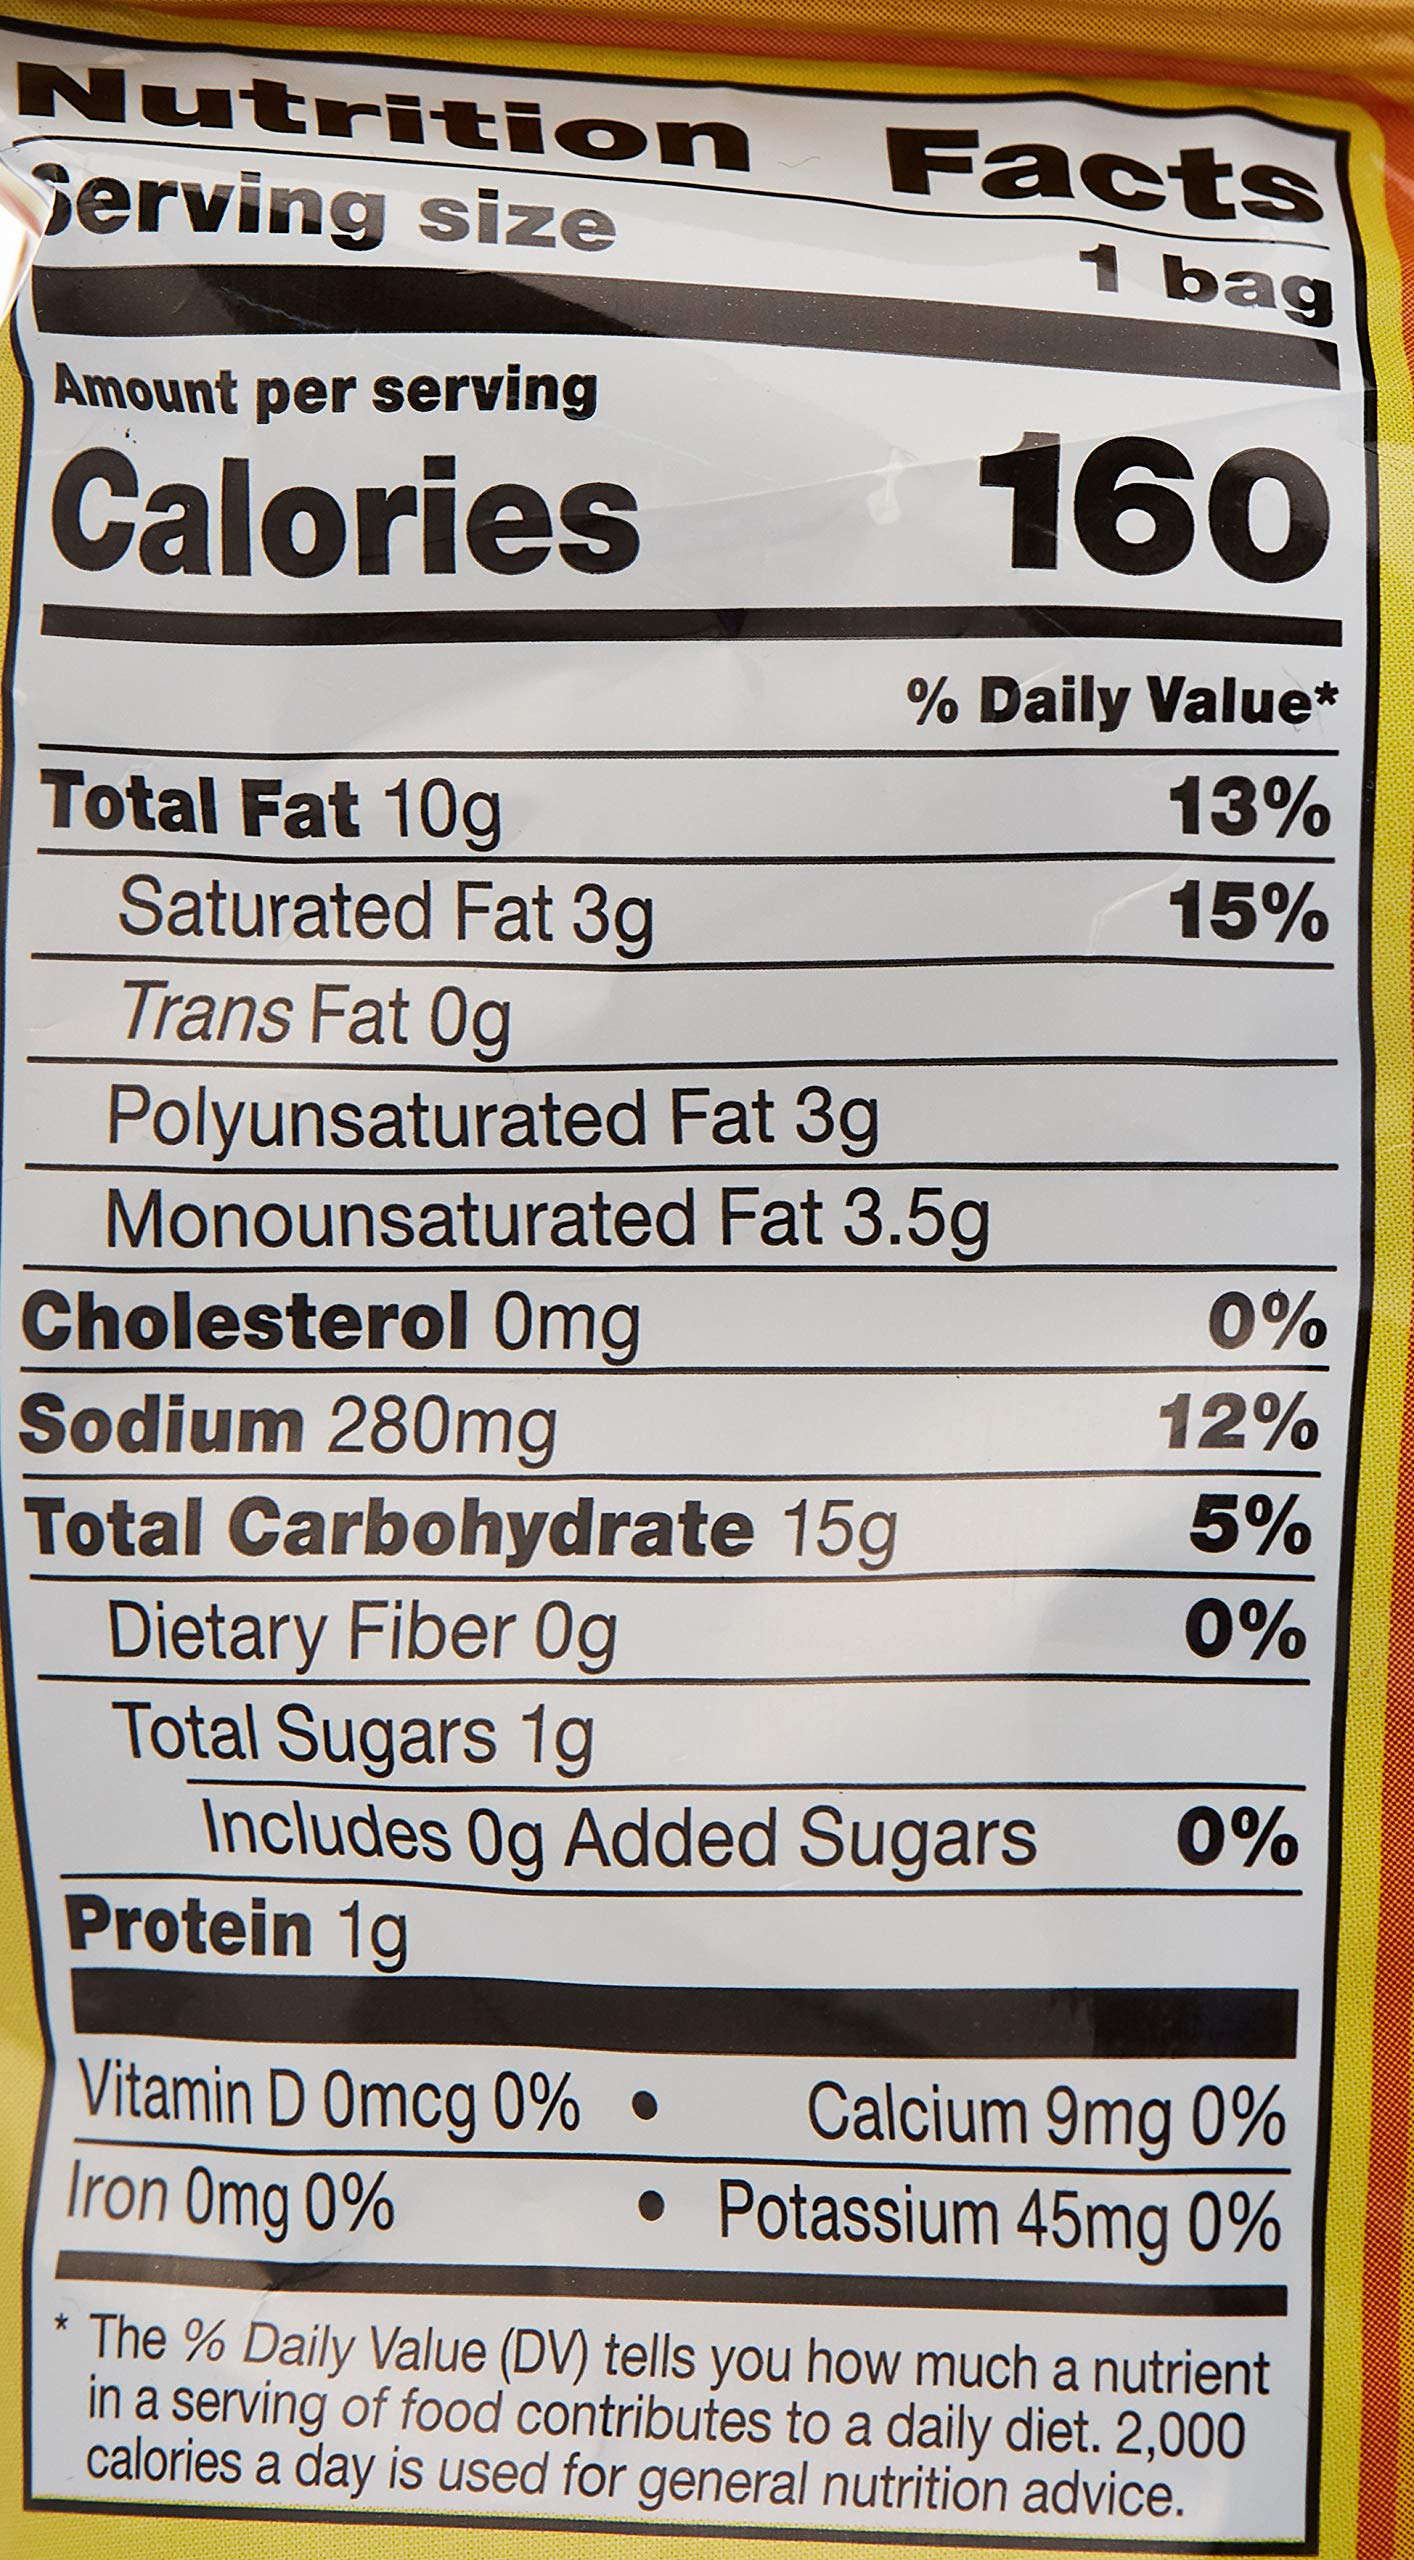 Nutrition Facts
Serving size 1 bag
Amount per serving
Calories 160
% Daily Value*
Total Fat 10g 13%
Saturated Fat 3g 15%
Trans Fat 0g
Polyunsaturated Fat 3g
Monounsaturated Fat 3.5g
Cholesterol 0mg 0%
Sodium 280mg 12%
Total Carbohydrate 15g 5%
Dietary Fiber 0g 0%
Total Sugars 1g
Includes 0g Added Sugars 0%
Protein 1g
Vitamin D 0mcg 0% • Calcium 9mg 0%
Iron 0mg 0% • Potassium 45mg 0%
* The % Daily Value (DV) tells you how much a nutrient
in a serving of food contributes to a daily diet. 2,000
calories a day is used for general nutrition advice.